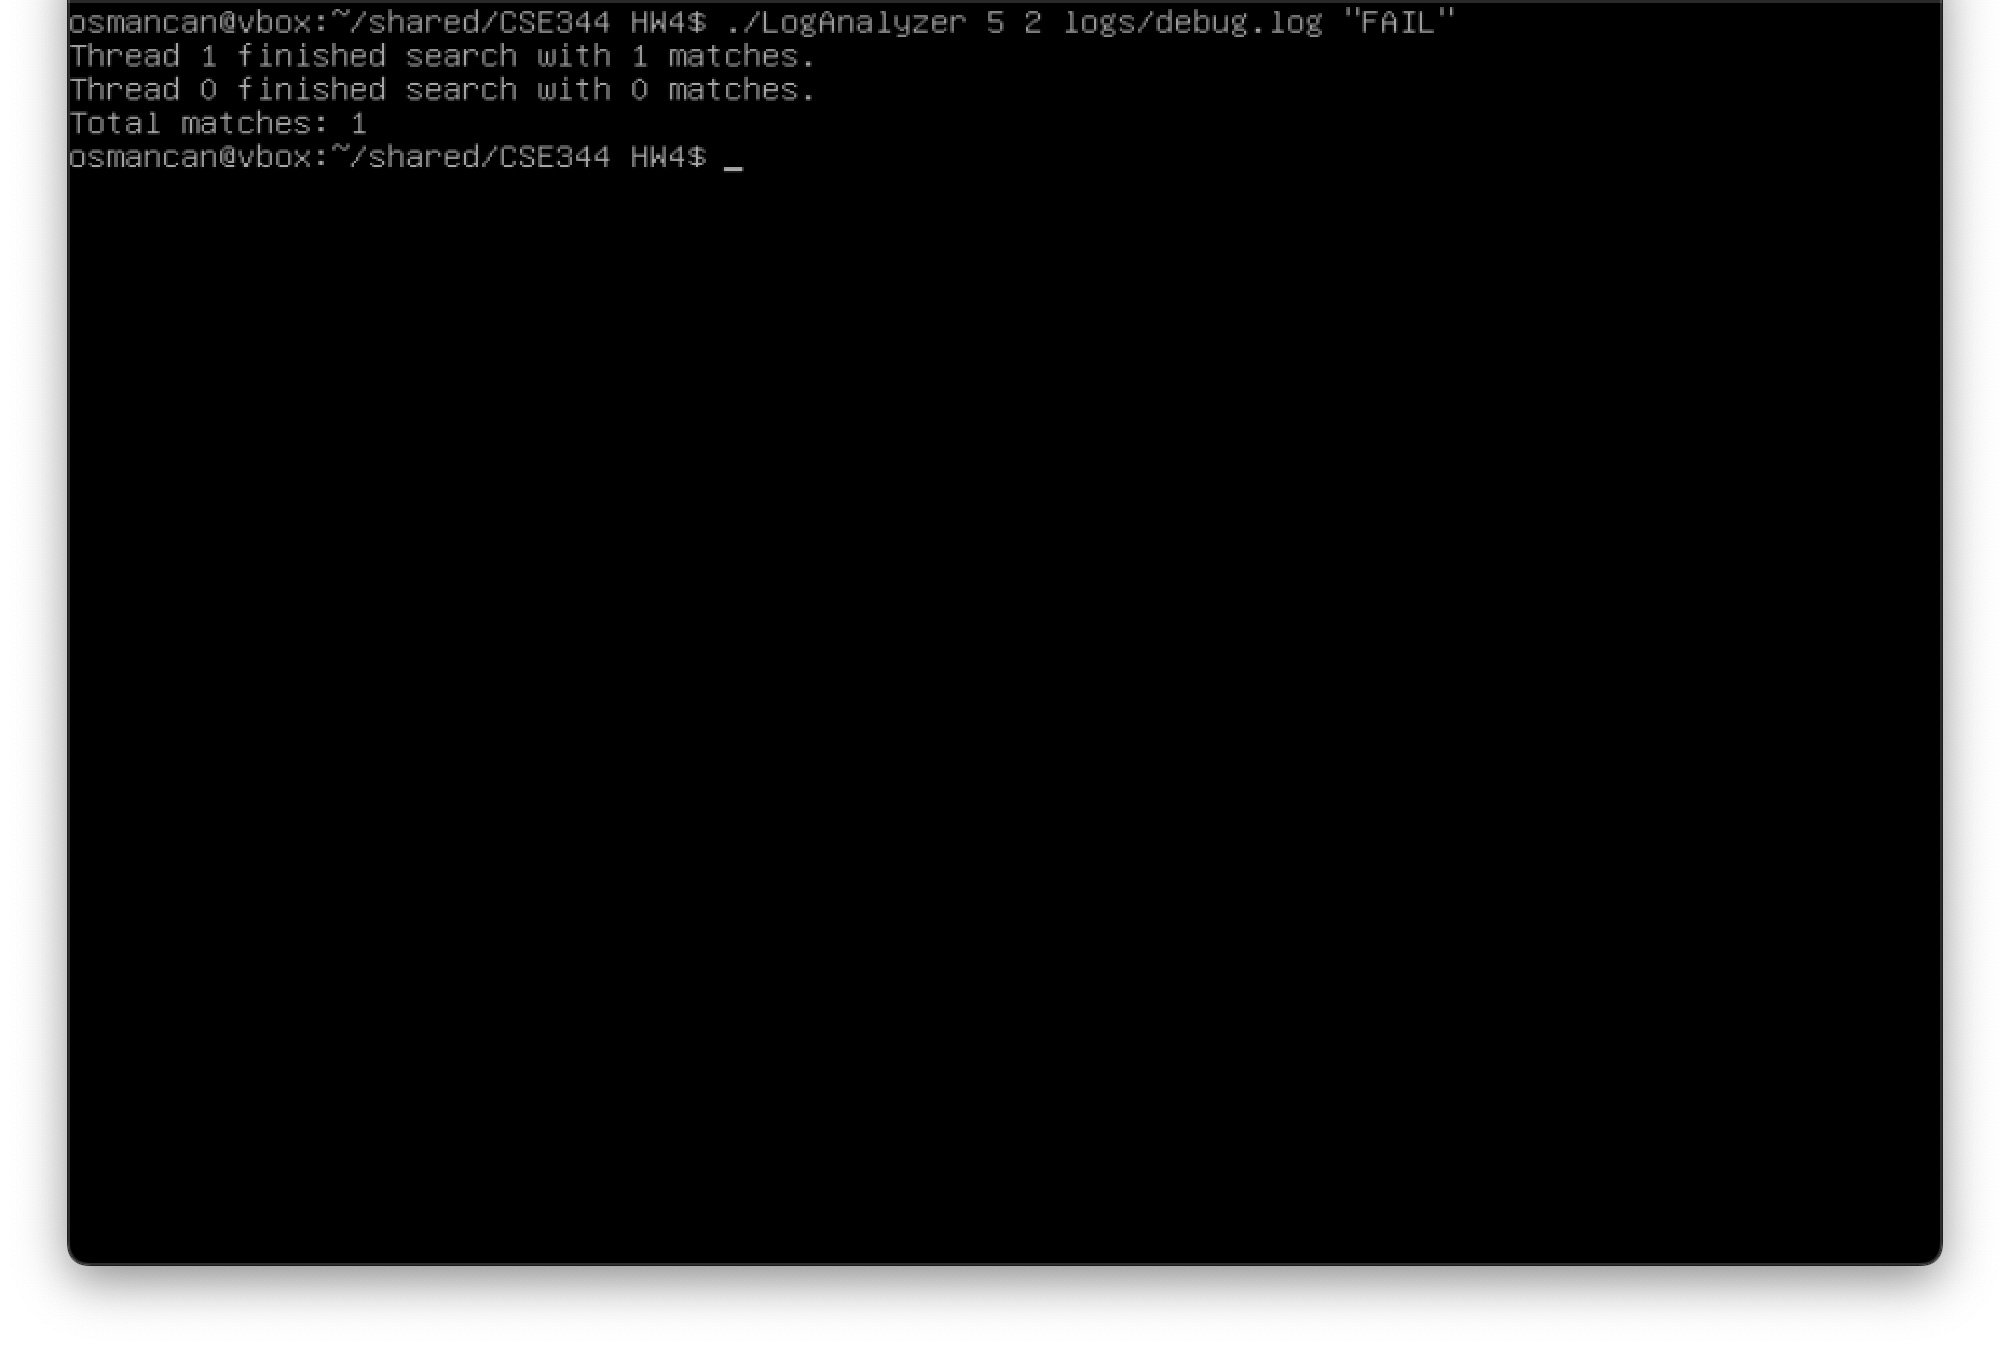 osmancan@vbox:~/shared/CSE344 HW4$ ./LogAnalyzer 5 2 logs/debug.log "FAIL"
Thread 1 finished search with 1 matches.
Thread 0 finished search with 0 matches.
Total matches: 1
osmancan@vbox:~/shared/CSE344 HW4$ _